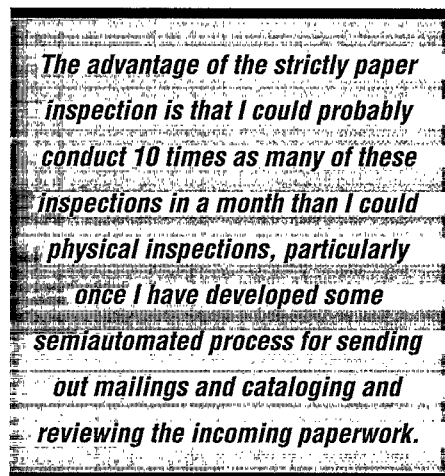 The advantage of the strictly paper
inspection is that I could probably
conduct 10 times as many of these
inspections in a month than I could
physical inspections, particularly
once I have developed some
semiautomated process for sending
out mailings and cataloging and
reviewing the incoming paperwork.